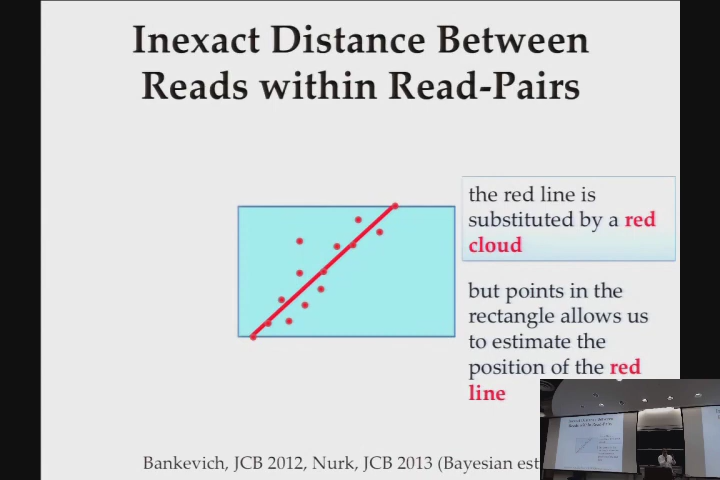 Inexact Distance Between
Reads within Read-Pairs
the red line is
substituted by a red
cloud
but points in the
rectangle allows us
to estimate the
position of the red
line
Bankevich, JCB 2012, Nurk, JCB 2013 (Bayesian est